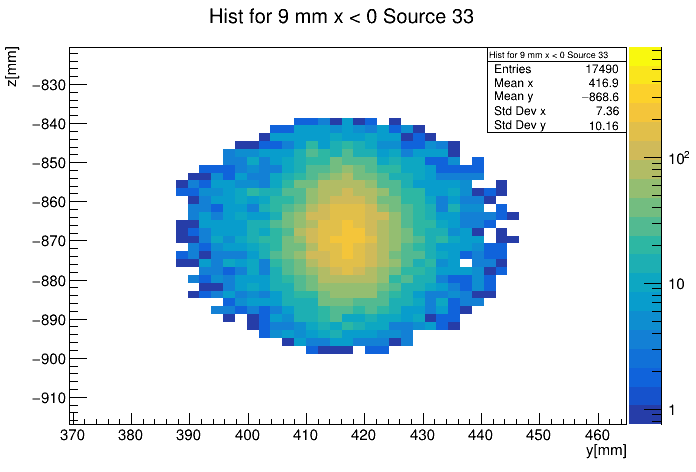 Hist for 9 mm x < 0 Source 33
z[mm]
Hist for 9 mm x < 0 Source 33
Entries 17490
Mean x 416.9
Mean y −868.6
Std Dev x 7.36
Std Dev y 10.16
−830
−840
−850
−860
−870
−880
−890
−900
−910
10²
10
1
370 380 390 400 410 420 430 440 450 460
y[mm]